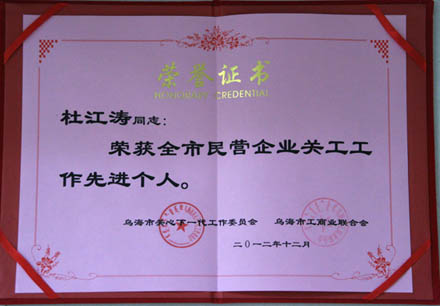 荣誉证书
杜江涛同志:
荣获全市民营企业关工工
作先进个人。
乌海市关心下一代工作委员会 乌海市工商业联合会
二〇一二年十二月